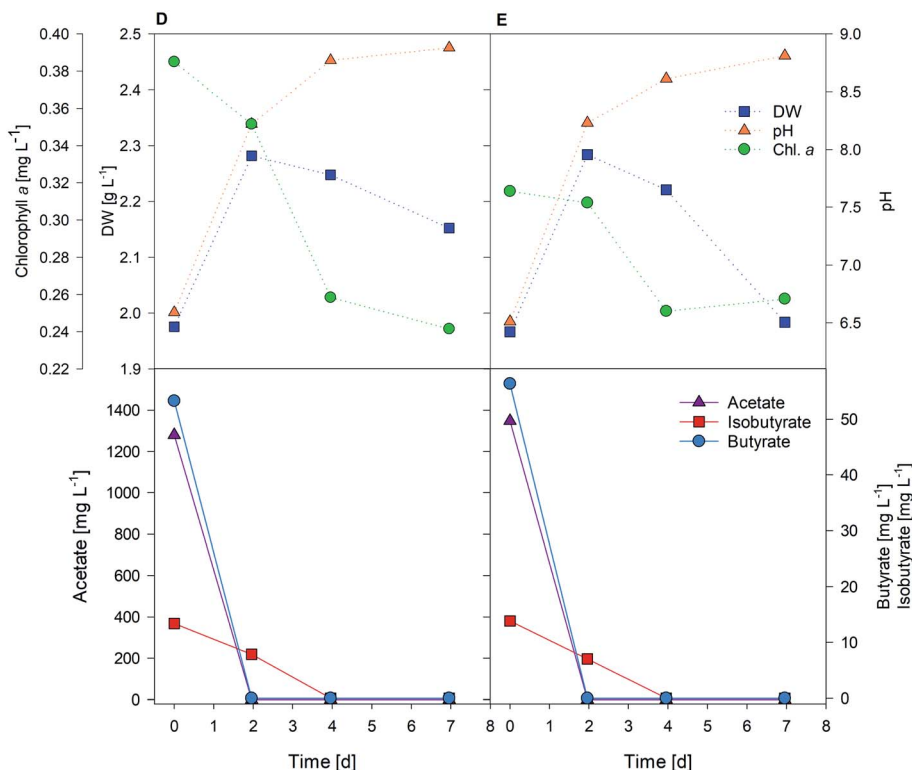 D
E
0.40
0.38
0.36
0.34
0.32
0.30
0.28
0.26
0.24
0.22
Chlorophyll a [mg L-1]
2.5
2.4
2.3
2.2
2.1
2.0
1.9
DW [g L-1]
DW
pH
Chl. a
9.0
8.5
8.0
7.5
7.0
6.5
pH
1400
1200
1000
800
600
400
200
0
Acetate [mg L-1]
Acetate
Isobutyrate
Butyrate
50
40
30
20
10
0
Butyrate [mg L-1]
Isobutyrate [mg L-1]
0 1 2 3 4 5 6 7 8 0 1 2 3 4 5 6 7 8
Time [d] Time [d]